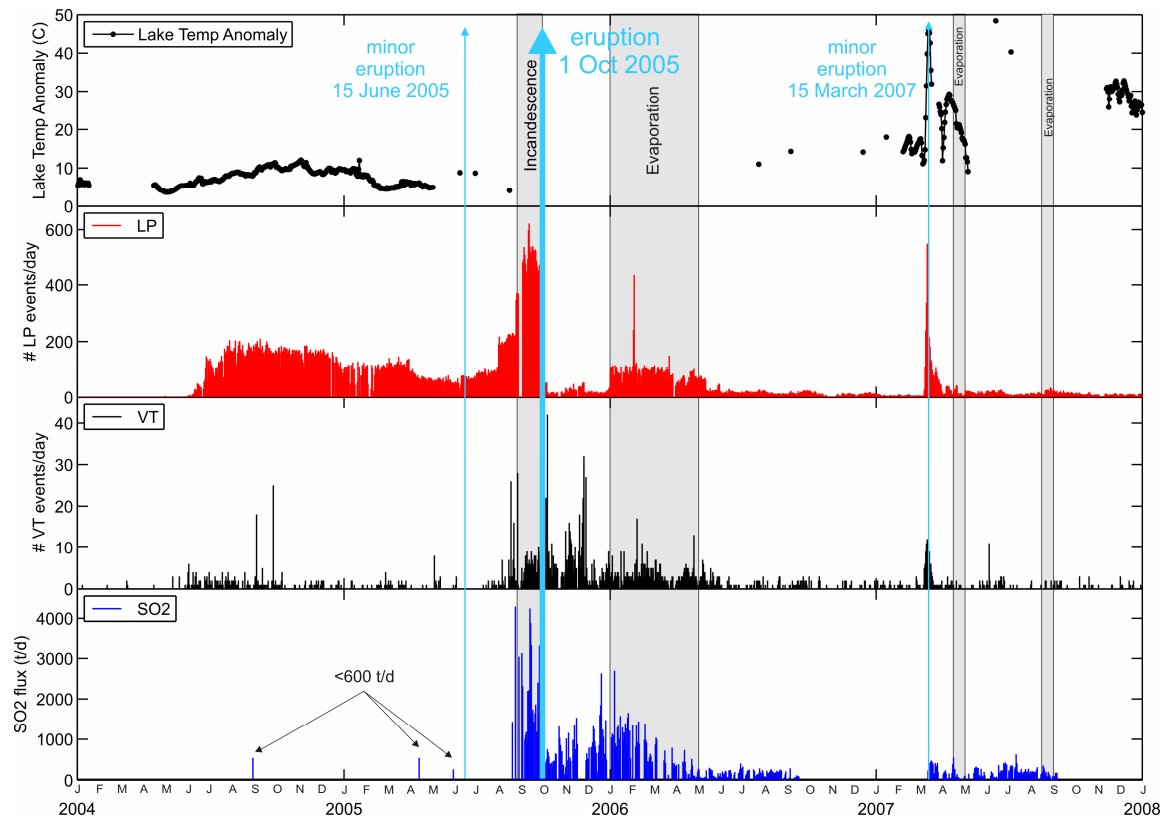 50
40
30
20
10
0
Lake Temp Anomaly (C)
Lake Temp Anomaly
minor
eruption
15 June 2005
eruption
1 Oct 2005
minor
eruption
15 March 2007
Incandescence
Evaporation
Evaporation
Evaporation
600
400
200
0
# LP events/day
LP
40
30
20
10
0
# VT events/day
VT
4000
3000
2000
1000
0
SO2 flux (t/d)
SO2
<600 t/d
J F M A M J J A S O N D J F M A M J J A S O N D J F M A M J J A S O N D J F M A M J J A S O N D J
2004 2005 2006 2007 2008